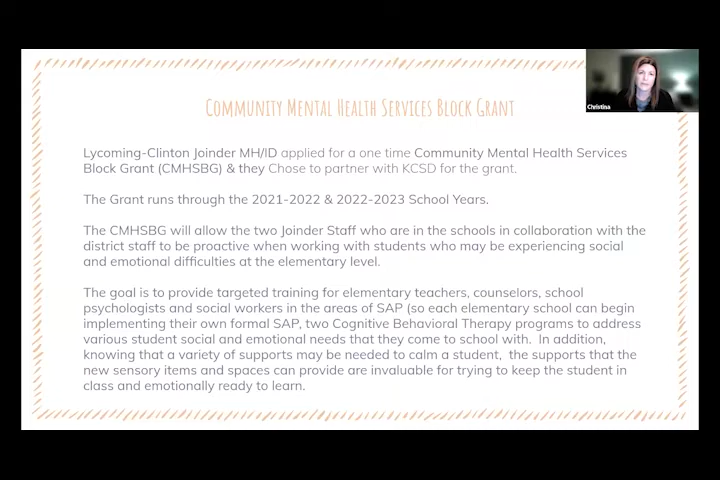 Christina
COMMUNITY MENTAL HEALTH SERVICES BLOCK GRANT
Lycoming-Clinton Joinder MH/ID applied for a one time Community Mental Health Services
Block Grant (CMHSBG) & they Chose to partner with KCSD for the grant.
The Grant runs through the 2021-2022 & 2022-2023 School Years.
The CMHSBG will allow the two Joinder Staff who are in the schools in collaboration with the
district staff to be proactive when working with students who may be experiencing social
and emotional difficulties at the elementary level.
The goal is to provide targeted training for elementary teachers, counselors, school
psychologists and social workers in the areas of SAP (so each elementary school can begin
implementing their own formal SAP, two Cognitive Behavioral Therapy programs to address
various student social and emotional needs that they come to school with.  In addition,
knowing that a variety of supports may be needed to calm a student,  the supports that the
new sensory items and spaces can provide are invaluable for trying to keep the student in
class and emotionally ready to learn.